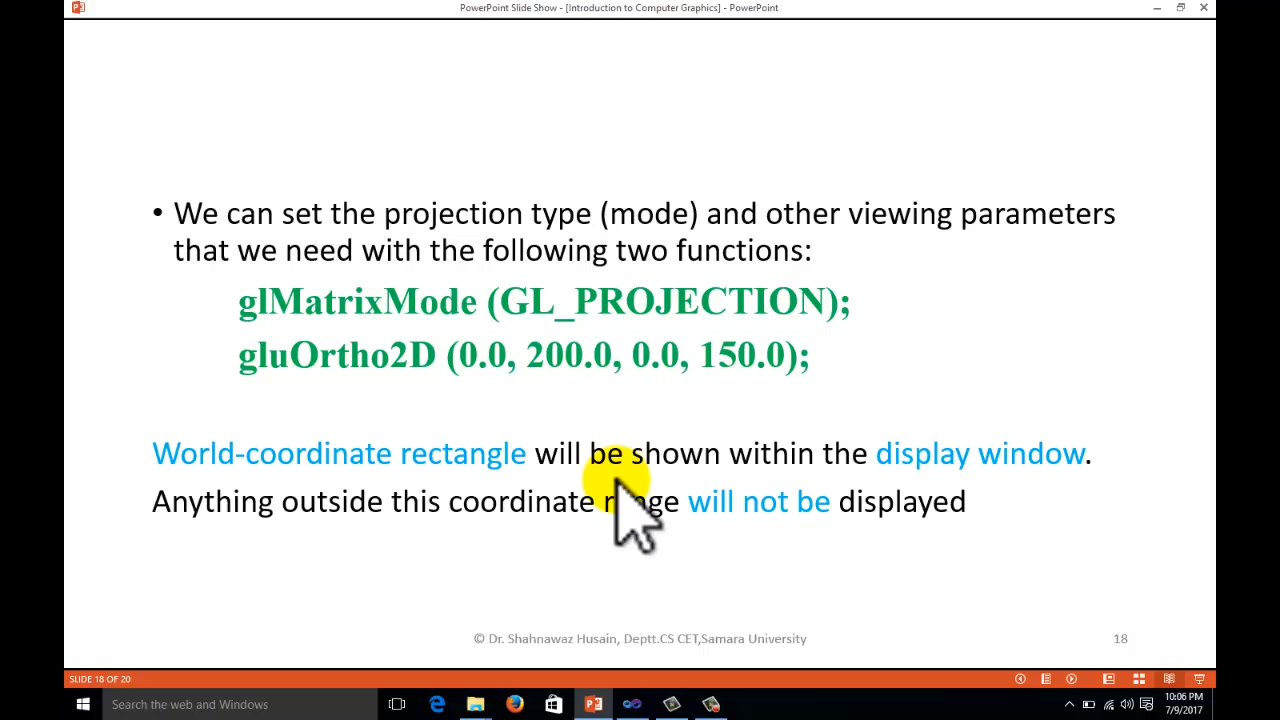 PowerPoint Slide Show - [Introduction to Computer Graphics] - PowerPoint
• We can set the projection type (mode) and other viewing parameters
that we need with the following two functions:
glMatrixMode (GL_PROJECTION);
gluOrtho2D (0.0, 200.0, 0.0, 150.0);
World-coordinate rectangle will be shown within the display window.
Anything outside this coordinate range will not be displayed
© Dr. Shahnawaz Husain, Deptt.CS CET,Samara University
18
SLIDE 18 OF 20
Search the web and Windows
10:06 PM
7/9/2017